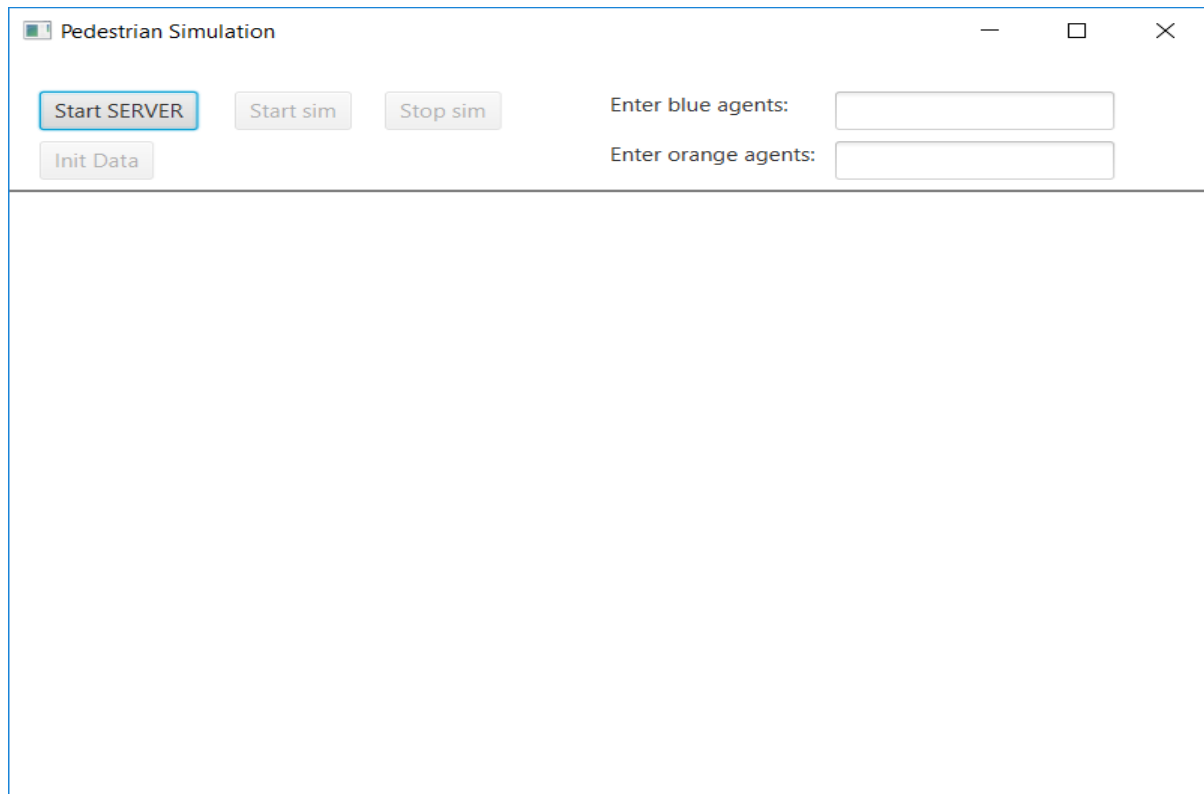 Pedestrian Simulation
Start SERVER Start sim Stop sim Enter blue agents:
Init Data Enter orange agents: